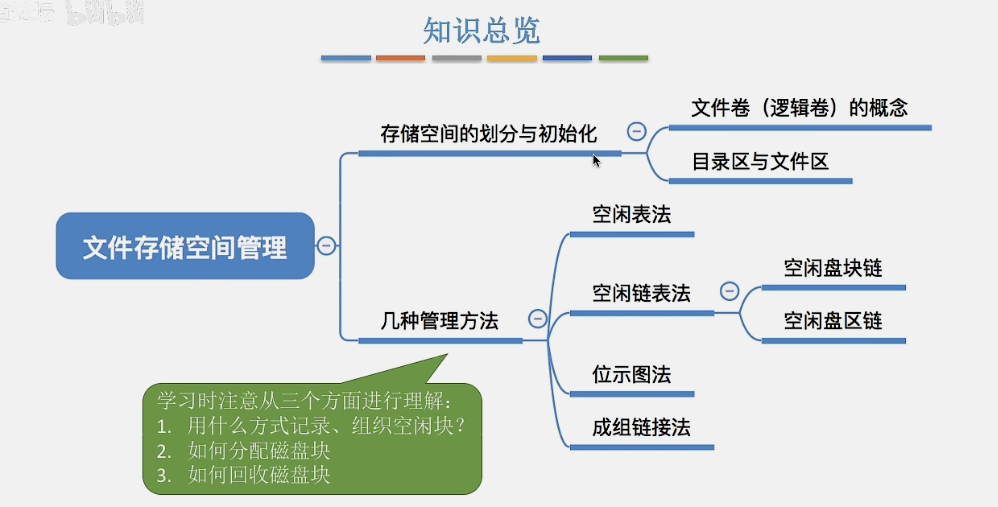 知识总览
文件卷（逻辑卷）的概念
存储空间的划分与初始化
目录区与文件区
空闲表法
文件存储空间管理
空闲盘块链
空闲链表法
几种管理方法
空闲盘区链
位示图法
成组链接法
学习时注意从三个方面进行理解：
1. 用什么方式记录、组织空闲块？
2. 如何分配磁盘块
3. 如何回收磁盘块